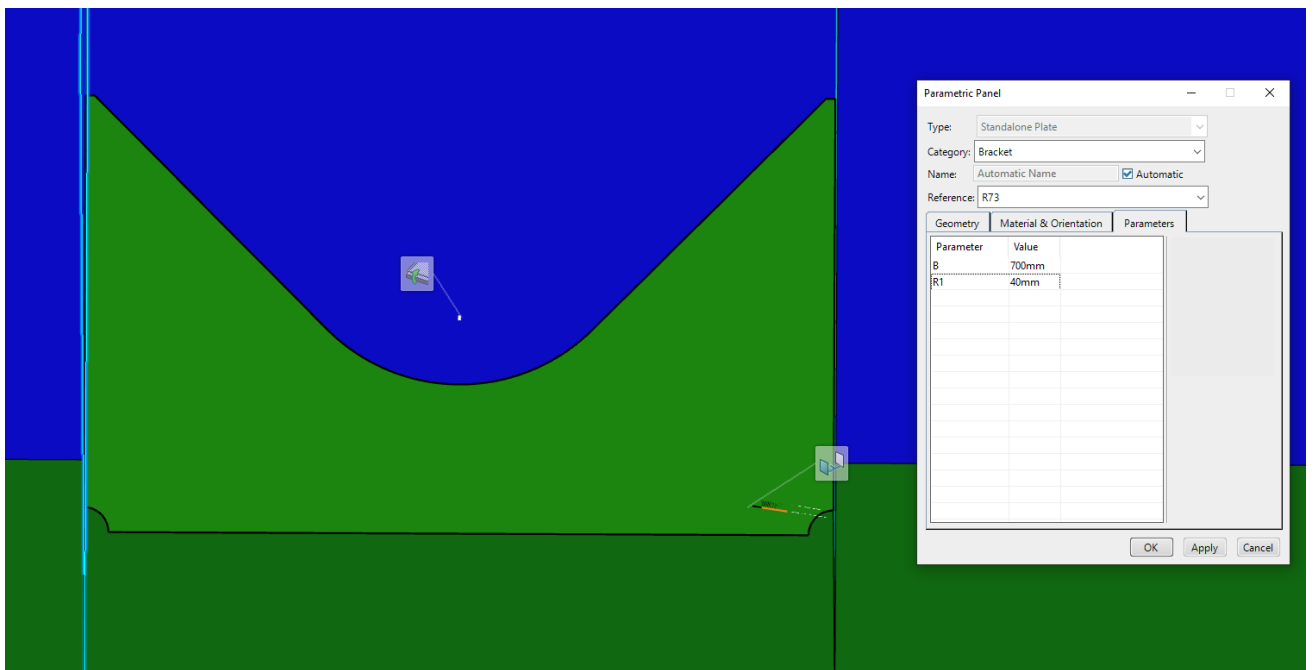 Parametric Panel
Type: Standalone Plate
Category: Bracket
Name: Automatic Name Automatic
Reference: R73
Geometry Material & Orientation Parameters
Parameter Value
B 700mm
R1 40mm
OK Apply Cancel